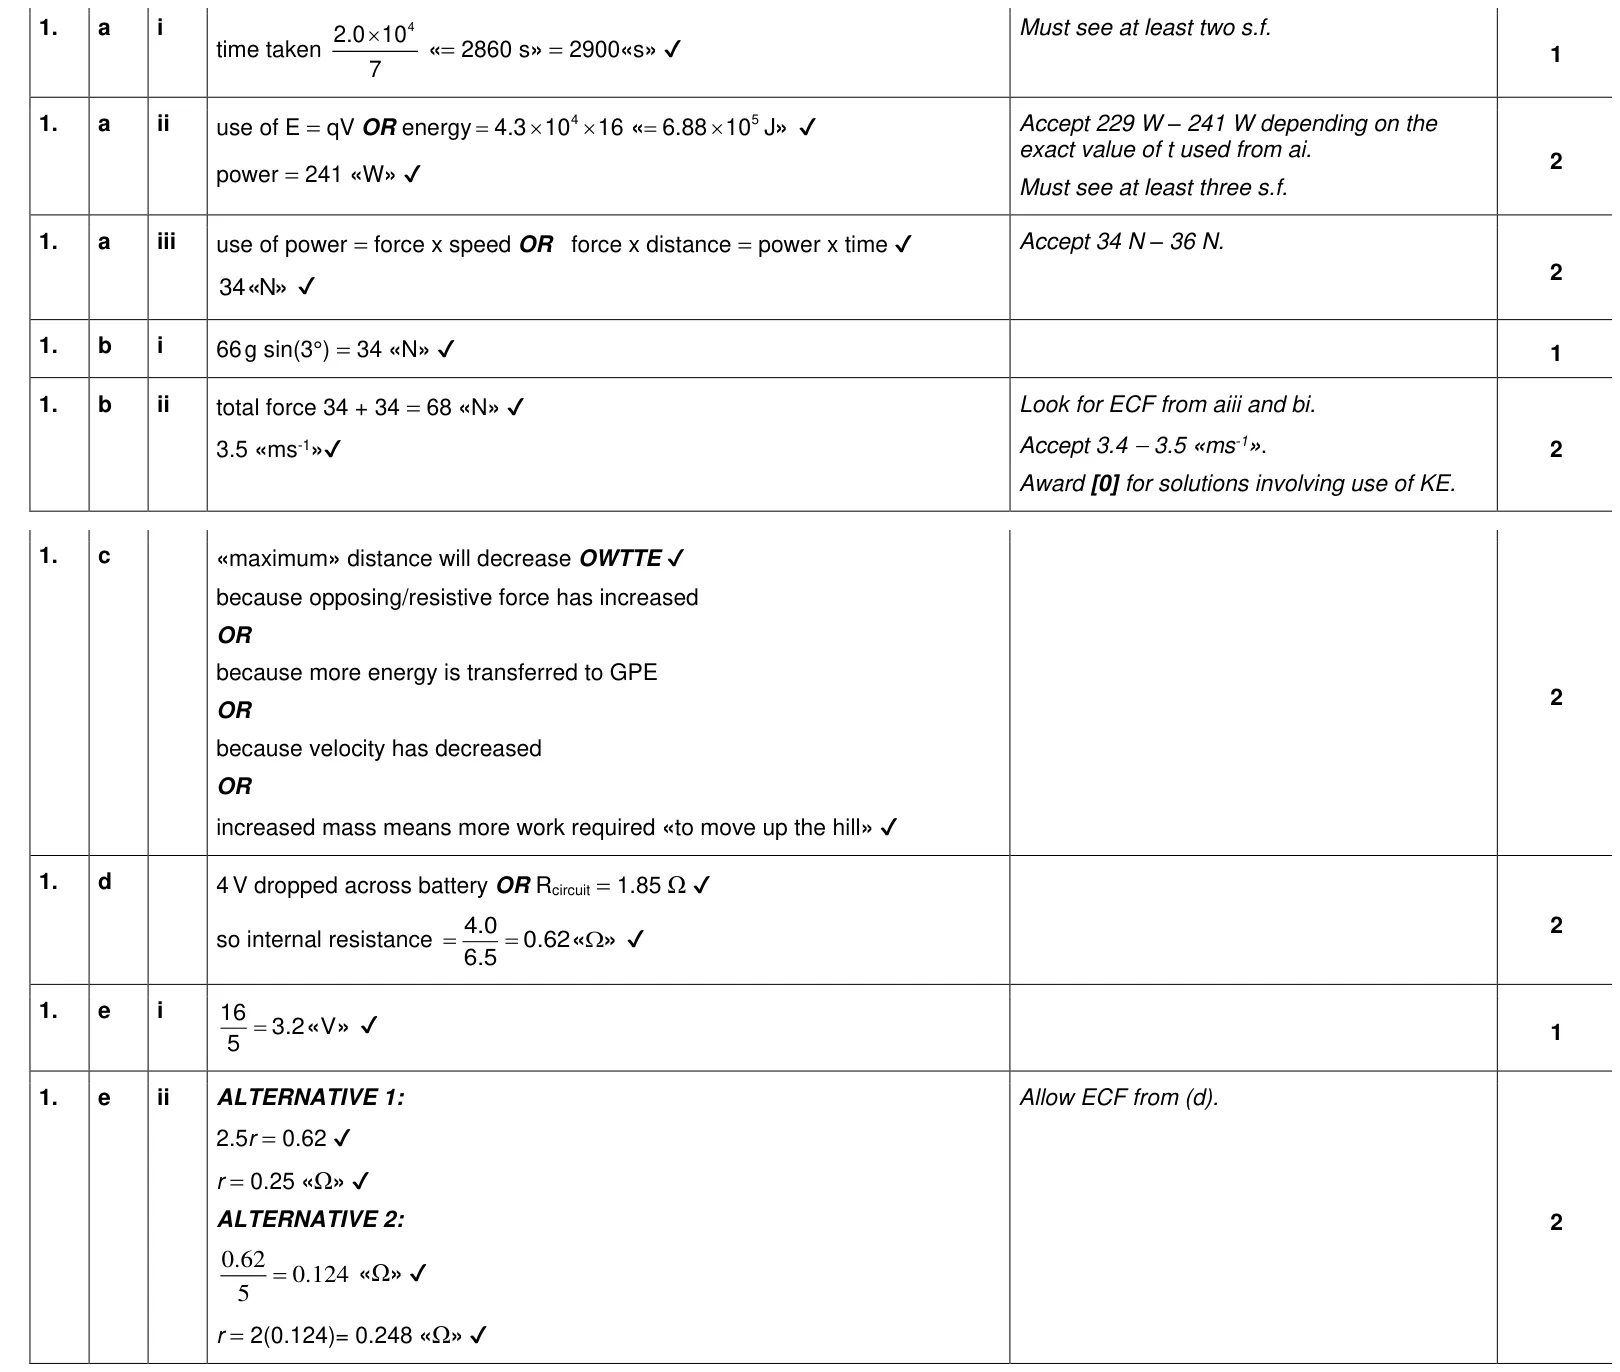 1. a i time taken 2.0×10⁴/7 «= 2860 s» = 2900«s» ✓ Must see at least two s.f. 1
1. a ii use of E = qV OR energy = 4.3×10⁴×16 «= 6.88×10⁵ J» ✓ Accept 229 W – 241 W depending on the
exact value of t used from ai.
power = 241 «W» ✓ Must see at least three s.f. 2
1. a iii use of power = force x speed OR force x distance = power x time ✓ Accept 34 N – 36 N.
34«N» ✓ 2
1. b i 66g sin(3°) = 34 «N» ✓ 1
1. b ii total force 34 + 34 = 68 «N» ✓ Look for ECF from aiii and bi.
3.5 «ms⁻¹»✓ Accept 3.4 – 3.5 «ms⁻¹». 2
Award [0] for solutions involving use of KE.
1. c «maximum» distance will decrease OWTTE ✓
because opposing/resistive force has increased
OR
because more energy is transferred to GPE
OR 2
because velocity has decreased
OR
increased mass means more work required «to move up the hill» ✓
1. d 4 V dropped across battery OR Rcircuit = 1.85 Ω ✓
so internal resistance = 4.0/6.5 = 0.62«Ω» ✓ 2
1. e i 16/5 = 3.2«V» ✓ 1
1. e ii ALTERNATIVE 1: Allow ECF from (d).
2.5r = 0.62 ✓
r = 0.25 «Ω» ✓
ALTERNATIVE 2: 2
0.62/5 = 0.124 «Ω» ✓
r = 2(0.124)= 0.248 «Ω» ✓